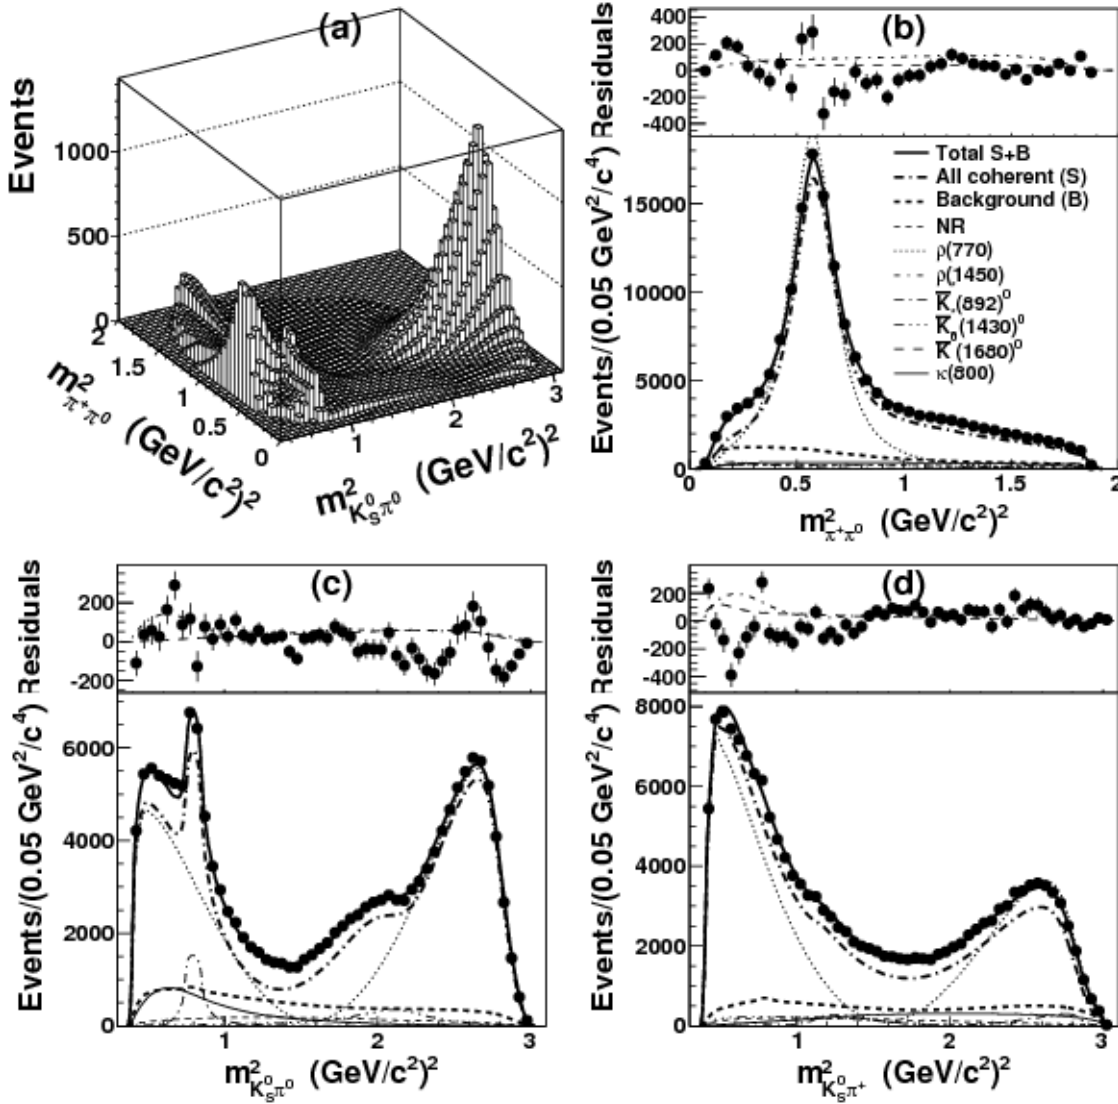 (a)
Events
1000
500
0
2
1.5
1
0.5
0
m²π⁺π⁰ (GeV/c²)²
1
2
3
m²K⁰Sπ⁰ (GeV/c²)²
(b)
Residuals
400
200
0
-200
-400
Events/(0.05 GeV²/c⁴)
15000
10000
5000
0
Total S+B
All coherent (S)
Background (B)
NR
ρ(770)
ρ(1450)
K̅*(892)⁰
K̅₀*(1430)⁰
K̅*(1680)⁰
κ(800)
0
0.5
1
1.5
2
m²π⁺π⁰ (GeV/c²)²
(c)
Residuals
200
0
-200
Events/(0.05 GeV²/c⁴)
6000
4000
2000
0
1
2
3
m²K⁰Sπ⁰ (GeV/c²)²
(d)
Residuals
200
0
-200
-400
Events/(0.05 GeV²/c⁴)
8000
6000
4000
2000
0
1
2
3
m²K⁰Sπ⁺ (GeV/c²)²